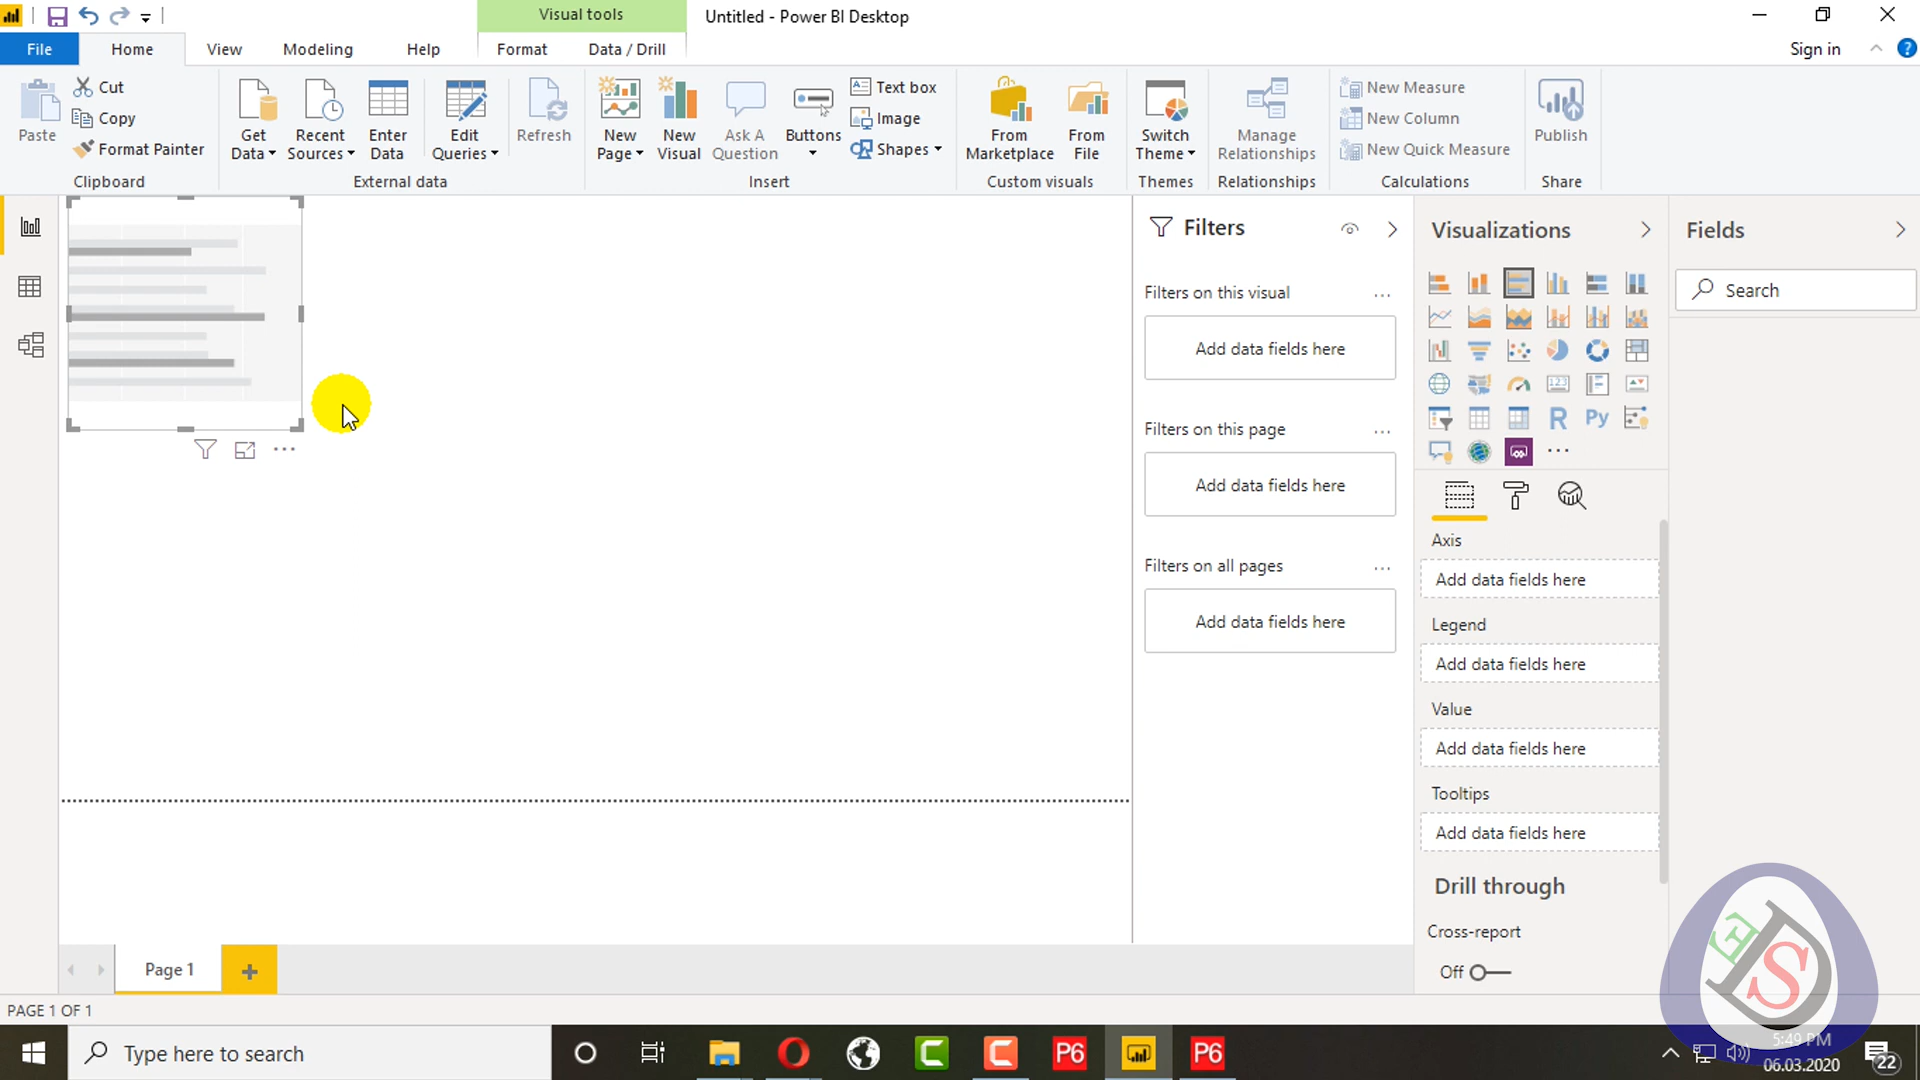 Visual tools
Untitled - Power BI Desktop
File
Home
View
Modeling
Help
Format
Data / Drill
Sign in
Paste
Cut
Copy
Format Painter
Clipboard
Get Data
Recent Sources
Enter Data
Edit Queries
Refresh
External data
New Page
New Visual
Ask A Question
Buttons
Text box
Image
Shapes
Insert
From Marketplace
From File
Custom visuals
Switch Theme
Themes
Manage Relationships
Relationships
New Measure
New Column
New Quick Measure
Calculations
Publish
Share
Filters
Filters on this visual
Add data fields here
Filters on this page
Add data fields here
Filters on all pages
Add data fields here
Visualizations
123
R
Py
Axis
Add data fields here
Legend
Add data fields here
Value
Add data fields here
Tooltips
Add data fields here
Drill through
Cross-report
Off
Fields
Search
Page 1
PAGE 1 OF 1
Type here to search
P6
P6
5:49 PM
06.03.2020
22
E D S